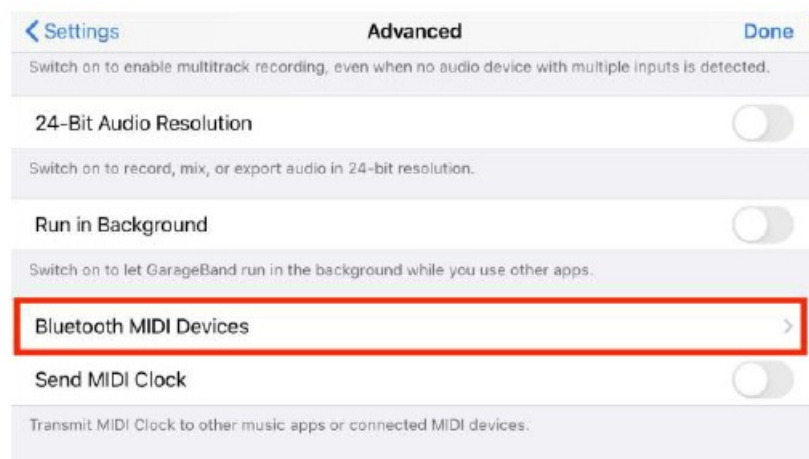 Settings Advanced Done
Switch on to enable multitrack recording, even when no audio device with multiple inputs is detected.
24-Bit Audio Resolution
Switch on to record, mix, or export audio in 24-bit resolution.
Run in Background
Switch on to let GarageBand run in the background while you use other apps.
Bluetooth MIDI Devices
Send MIDI Clock
Transmit MIDI Clock to other music apps or connected MIDI devices.